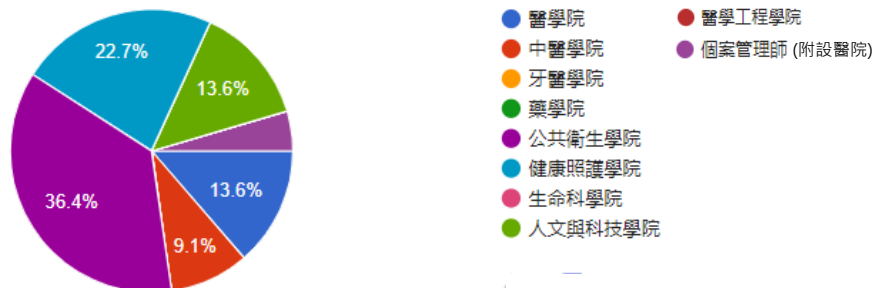 22.7%
13.6%
36.4%
13.6%
9.1%
醫學院
中醫學院
牙醫學院
藥學院
公共衛生學院
健康照護學院
生命科學院
人文與科技學院
醫學工程學院
個案管理師 (附設醫院)